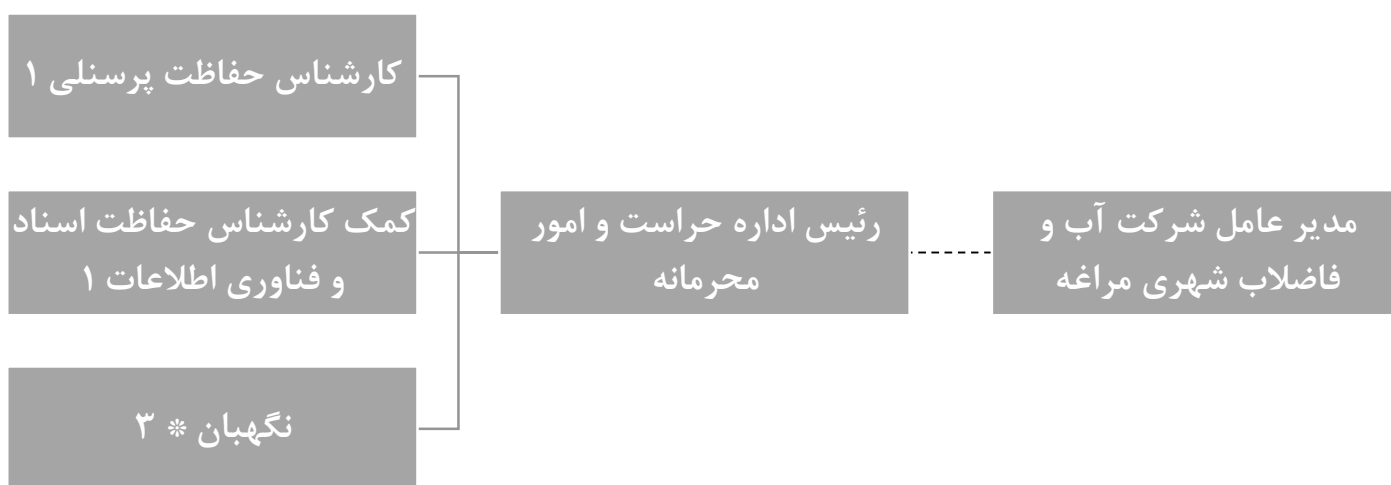 مدیر عامل شرکت آب و
فاضلاب شهری مراغه
رئیس اداره حراست و امور
محرمانه
کارشناس حفاظت پرسنلی ۱
کمک کارشناس حفاظت اسناد
و فناوری اطلاعات ۱
نگهبان * ۳